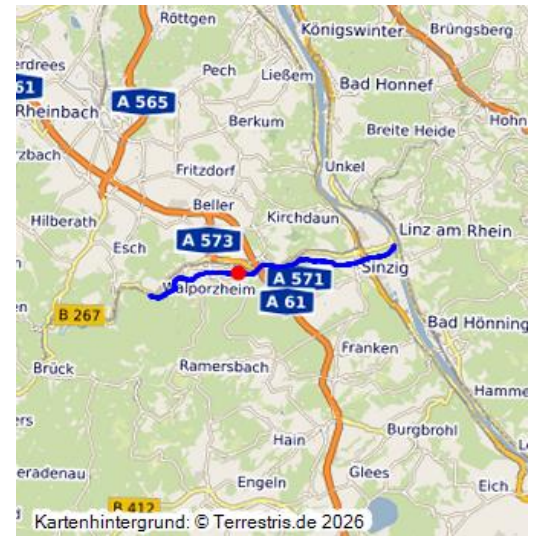 Röttgen
Königswinter
Brüngsberg
erdrees
Pech
Ließem
Bad Honnef
61
A 565
Rheinbach
Hohn
Berkum
Breite Heide
rzbach
Fritzdorf
Unkel
Beller
Kirchdaun
Hilberath
Linz am Rhein
Esch
A 573
Sinzig
A 571
Walporzheim
en
A 61
B 267
Bad Hönning
Franken
Brück
Ramersbach
Hamme
ers
Burgbrohl
Hain
Glees
eradenau
Engeln
Eich
B 412
Kartenhintergrund: © Terrestris.de 2026